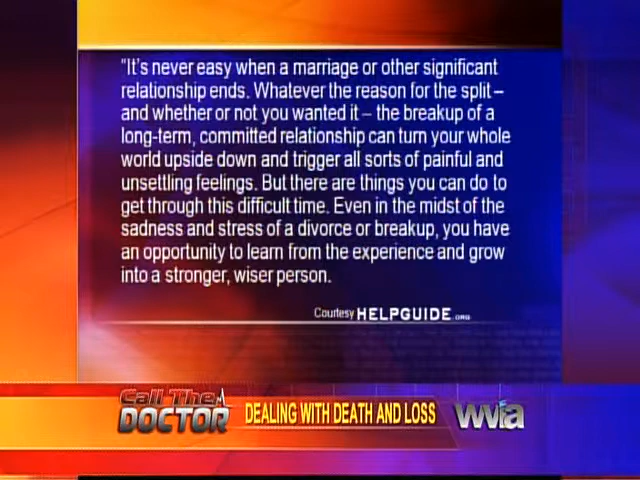 "It's never easy when a marriage or other significant
relationship ends. Whatever the reason for the split –
and whether or not you wanted it – the breakup of a
long-term, committed relationship can turn your whole
world upside down and trigger all sorts of painful and
unsettling feelings. But there are things you can do to
get through this difficult time. Even in the midst of the
sadness and stress of a divorce or breakup, you have
an opportunity to learn from the experience and grow
into a stronger, wiser person.
Courtesy HELPGUIDE.ORG
Call The
DOCTOR
DEALING WITH DEATH AND LOSS
wvia